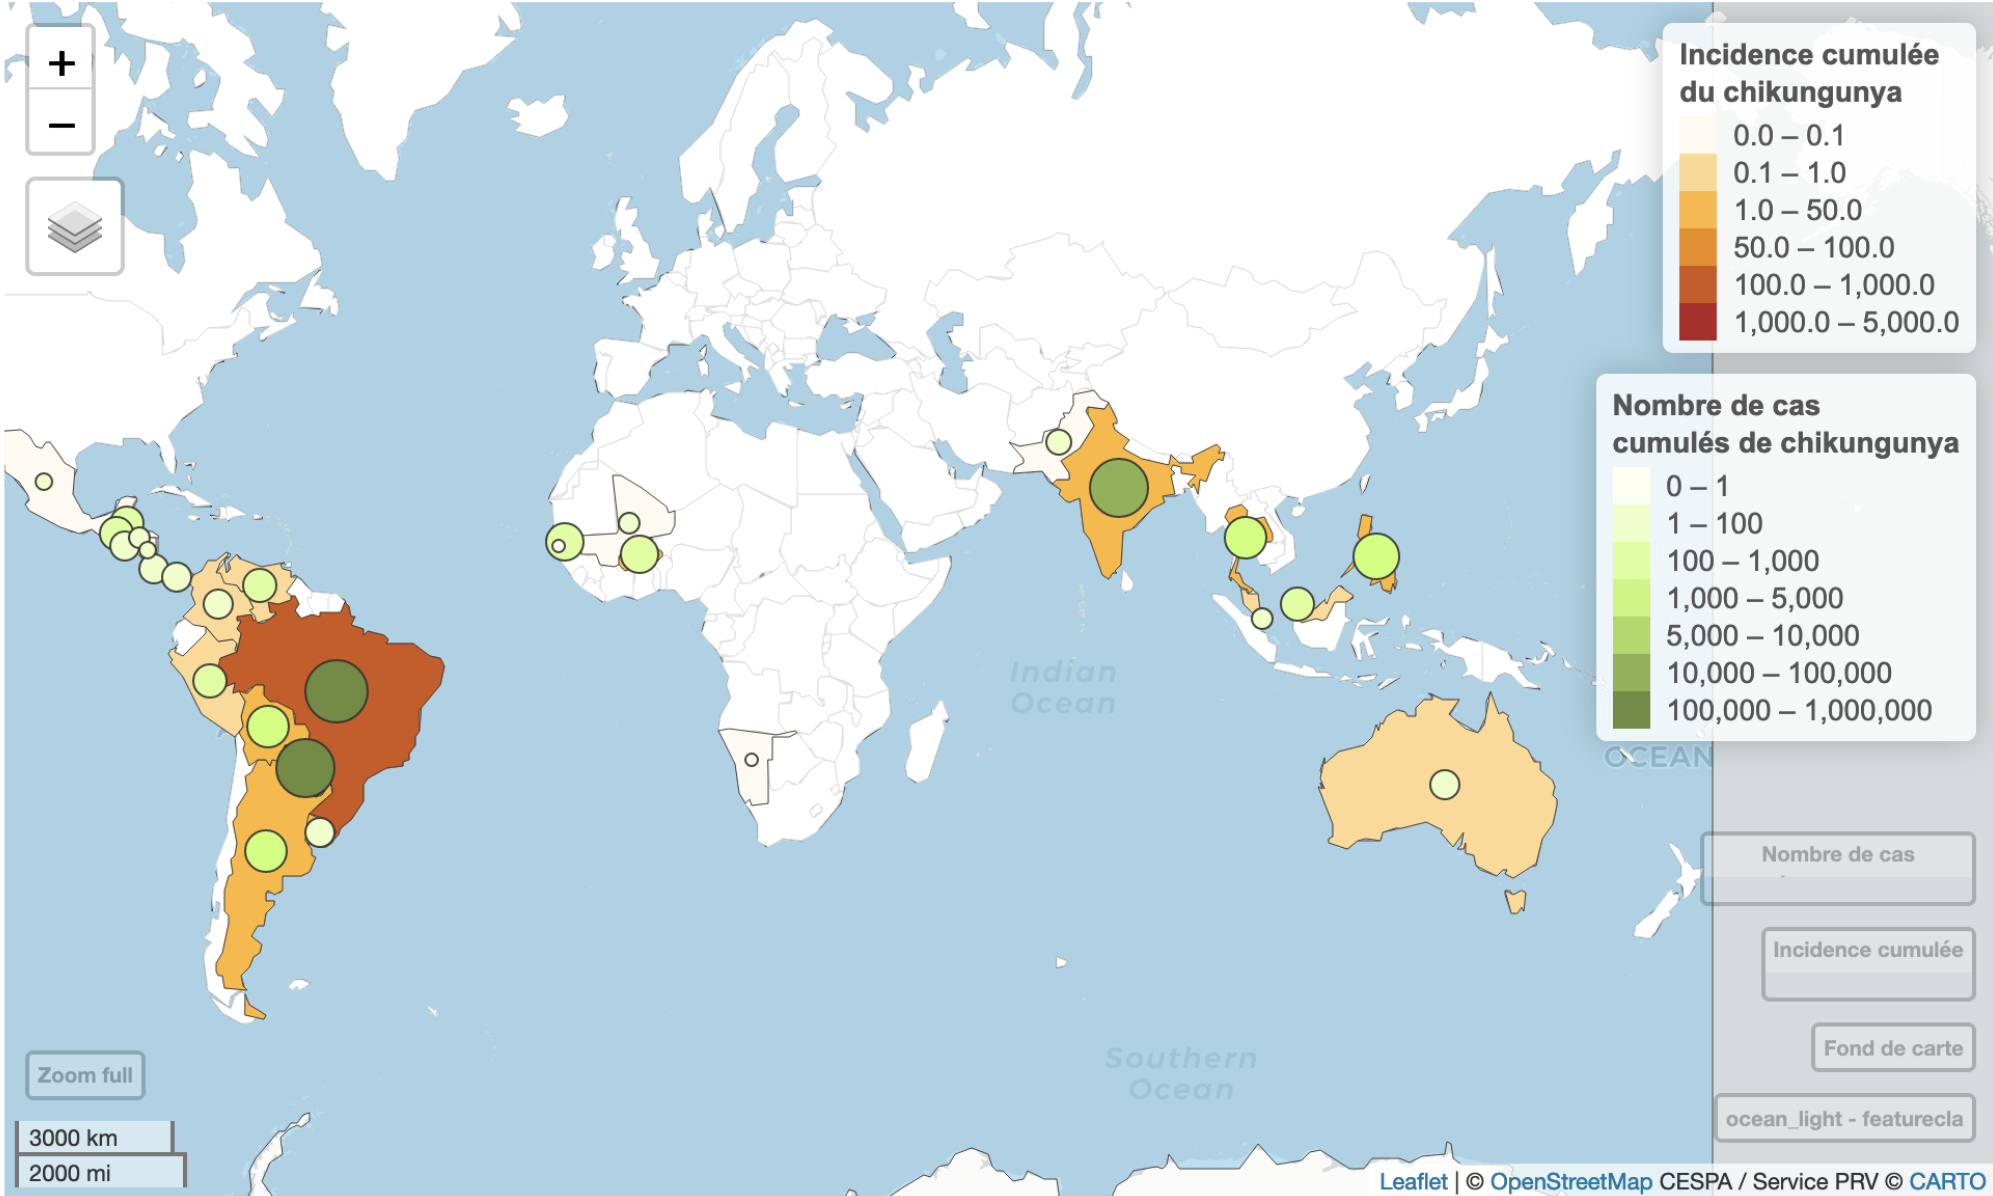 +
−
Incidence cumulée
du chikungunya
0.0 – 0.1
0.1 – 1.0
1.0 – 50.0
50.0 – 100.0
100.0 – 1,000.0
1,000.0 – 5,000.0
Nombre de cas
cumulés de chikungunya
0 – 1
1 – 100
100 – 1,000
1,000 – 5,000
5,000 – 10,000
10,000 – 100,000
100,000 – 1,000,000
Indian
Ocean
OCEAN
Nombre de cas
Incidence cumulée
Fond de carte
Southern
Ocean
Zoom full
ocean_light - featurecla
3000 km
2000 mi
Leaflet | © OpenStreetMap CESPA / Service PRV © CARTO